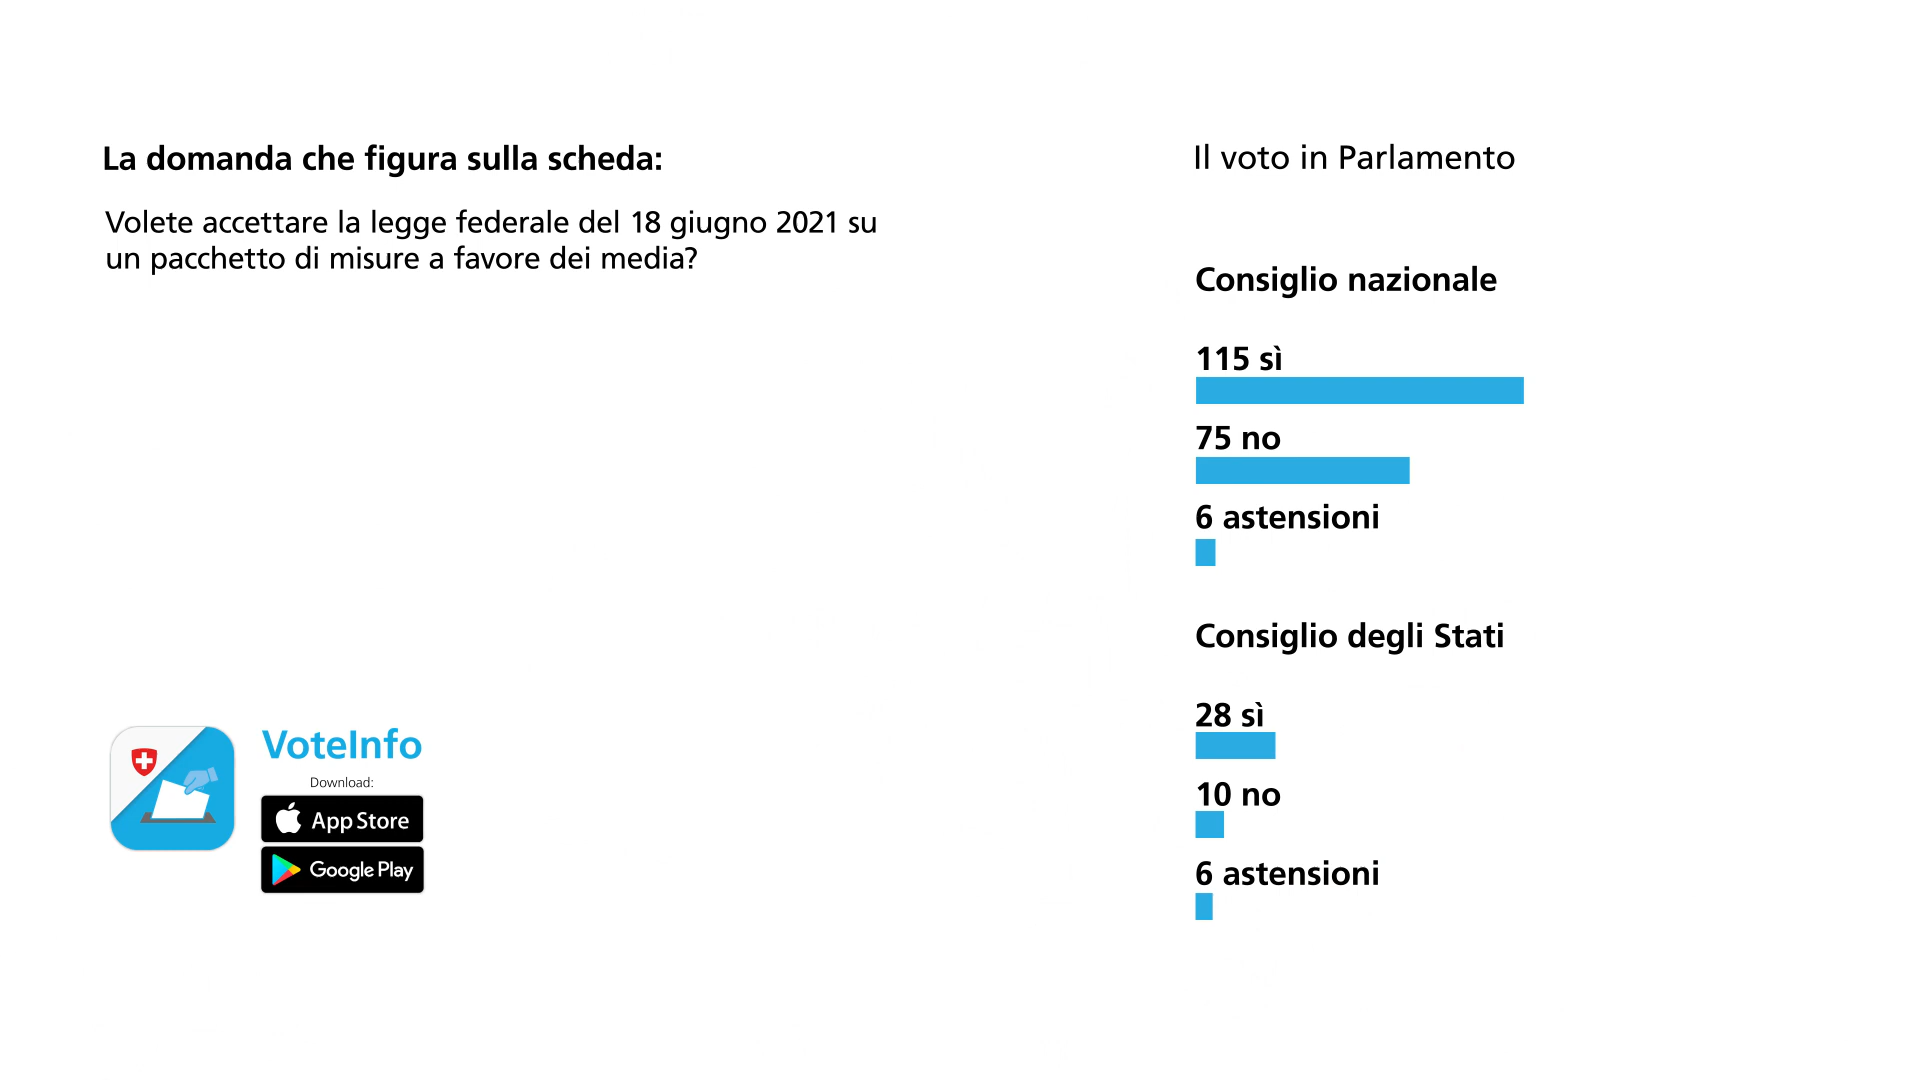 La domanda che figura sulla scheda:
Volete accettare la legge federale del 18 giugno 2021 su
un pacchetto di misure a favore dei media?
VoteInfo
Download:
App Store
Google Play
Il voto in Parlamento
Consiglio nazionale
115 sì
75 no
6 astensioni
Consiglio degli Stati
28 sì
10 no
6 astensioni